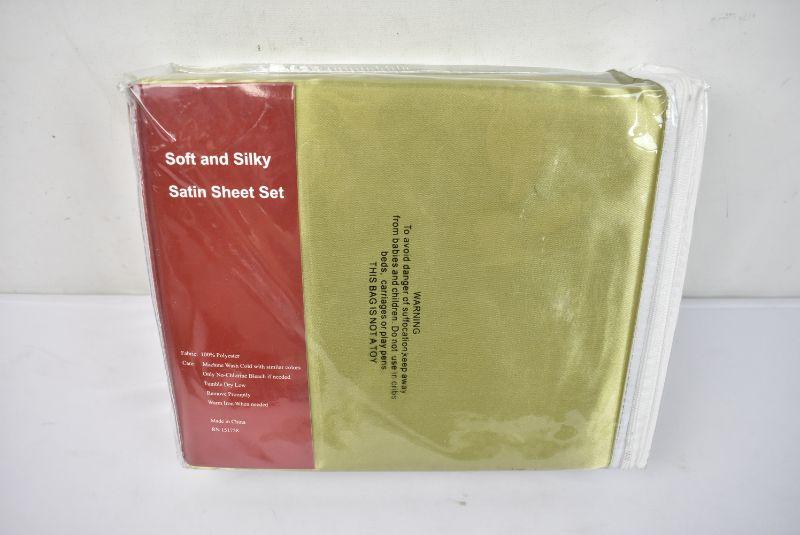 Soft and Silky
Satin Sheet Set
Fabric: 100% Polyester
Care: Machine Wash Cold with similar colors
Only No-Chlorine Bleach if needed
Tumble Dry Low
Remove Promptly
Warm Iron When needed
Made in China
RN 151758
WARNING
To avoid danger of suffocation,keep away
from babies and children. Do not use in cribs
beds, carriages or play pens
THIS BAG IS NOT A TOY